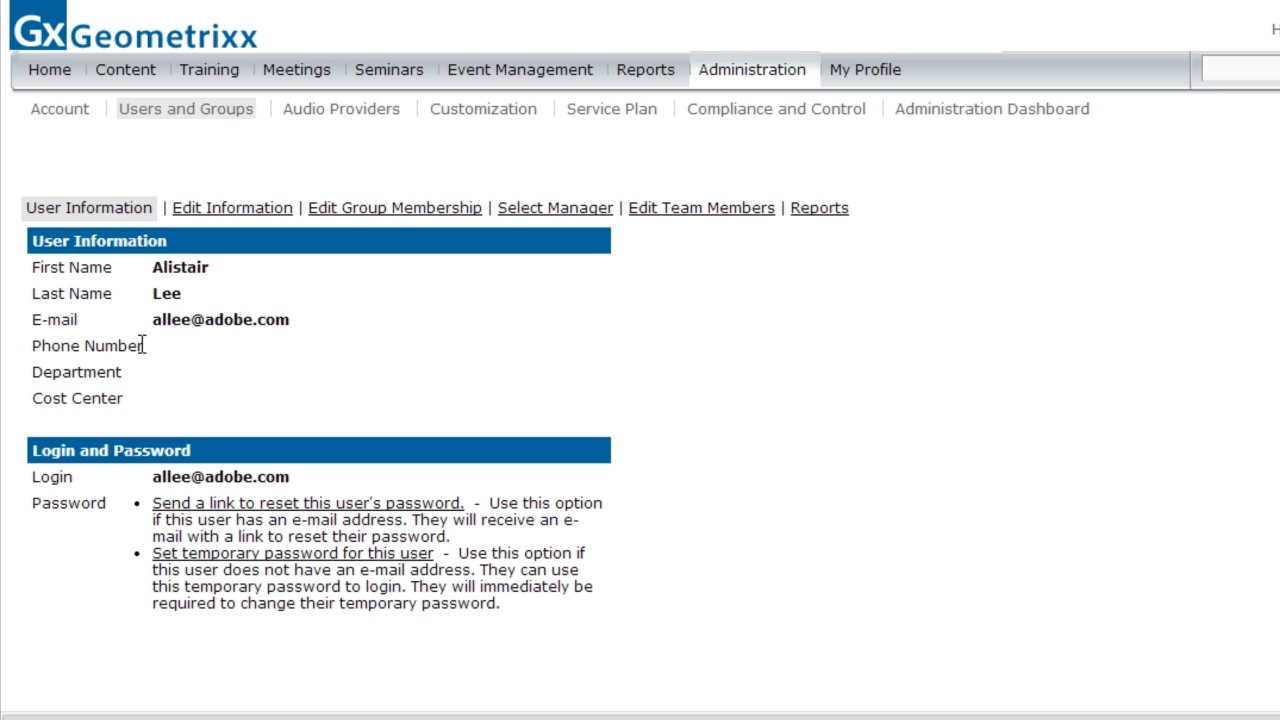 Gx Geometrixx
H
Home Content Training Meetings Seminars Event Management Reports Administration My Profile
Account Users and Groups Audio Providers Customization Service Plan Compliance and Control Administration Dashboard
User Information | Edit Information | Edit Group Membership | Select Manager | Edit Team Members | Reports
User Information
First Name Alistair
Last Name Lee
E-mail allee@adobe.com
Phone Number
Department
Cost Center
Login and Password
Login allee@adobe.com
Password • Send a link to reset this user's password. - Use this option
if this user has an e-mail address. They will receive an e-
mail with a link to reset their password.
• Set temporary password for this user - Use this option if
this user does not have an e-mail address. They can use
this temporary password to login. They will immediately be
required to change their temporary password.